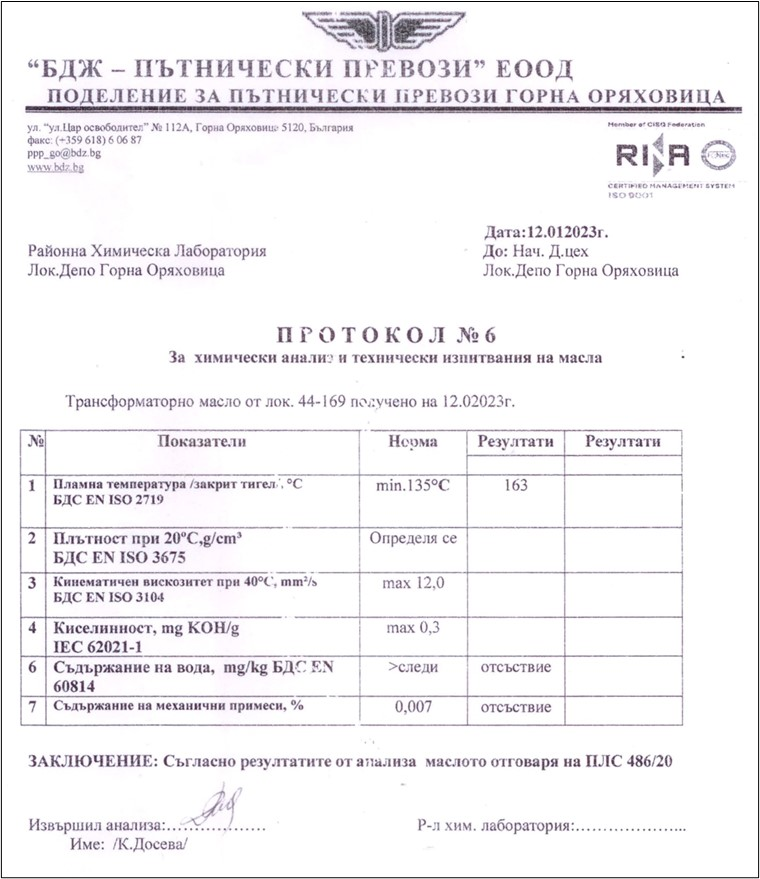 “БДЖ – ПЪТНИЧЕСКИ ПРЕВОЗИ” ЕООД
ПОДЕЛЕНИЕ ЗА ПЪТНИЧЕСКИ ПРЕВОЗИ ГОРНА ОРЯХОВИЦА
ул. “ул.Цар освободител” № 112А, Горна Оряховице 5120, България
факс: (+359 618) 6 06 87
ppp_go@bdz.bg
www.bdz.bg
Member of CISQ Federation
RINA
CERTIFIED MANAGEMENT SYSTEM
ISO 9001
Дата:12.012023г.
Районна Химическа Лаборатория
До: Нач. Д.цех
Лок.Депо Горна Оряховица
Лок.Депо Горна Оряховица
ПРОТОКОЛ № 6
За химически анализ и технически изпитвания на масла
Трансформаторно масло от лок. 44-169 получено на 12.02023г.
№ Показатели Норма Резултати Резултати
1 Пламна температура /закрит тигел/, °С min.135°С 163
БДС EN ISO 2719
2 Плътност при 20°С,g/cm³ Определя се
БДС EN ISO 3675
3 Кинематичен вискозитет при 40°С, mm²/s max 12,0
БДС EN ISO 3104
4 Киселинност, mg KOH/g max 0,3
IEC 62021-1
6 Съдържание на вода, mg/kg БДС EN >следи отсъствие
60814
7 Съдържание на механични примеси, % 0,007 отсъствие
ЗАКЛЮЧЕНИЕ: Съгласно резултатите от анализа маслото отговаря на ПЛС 486/20
Извършил анализа:..................
Р-л хим. лаборатория:......................
Име: /К.Досева/